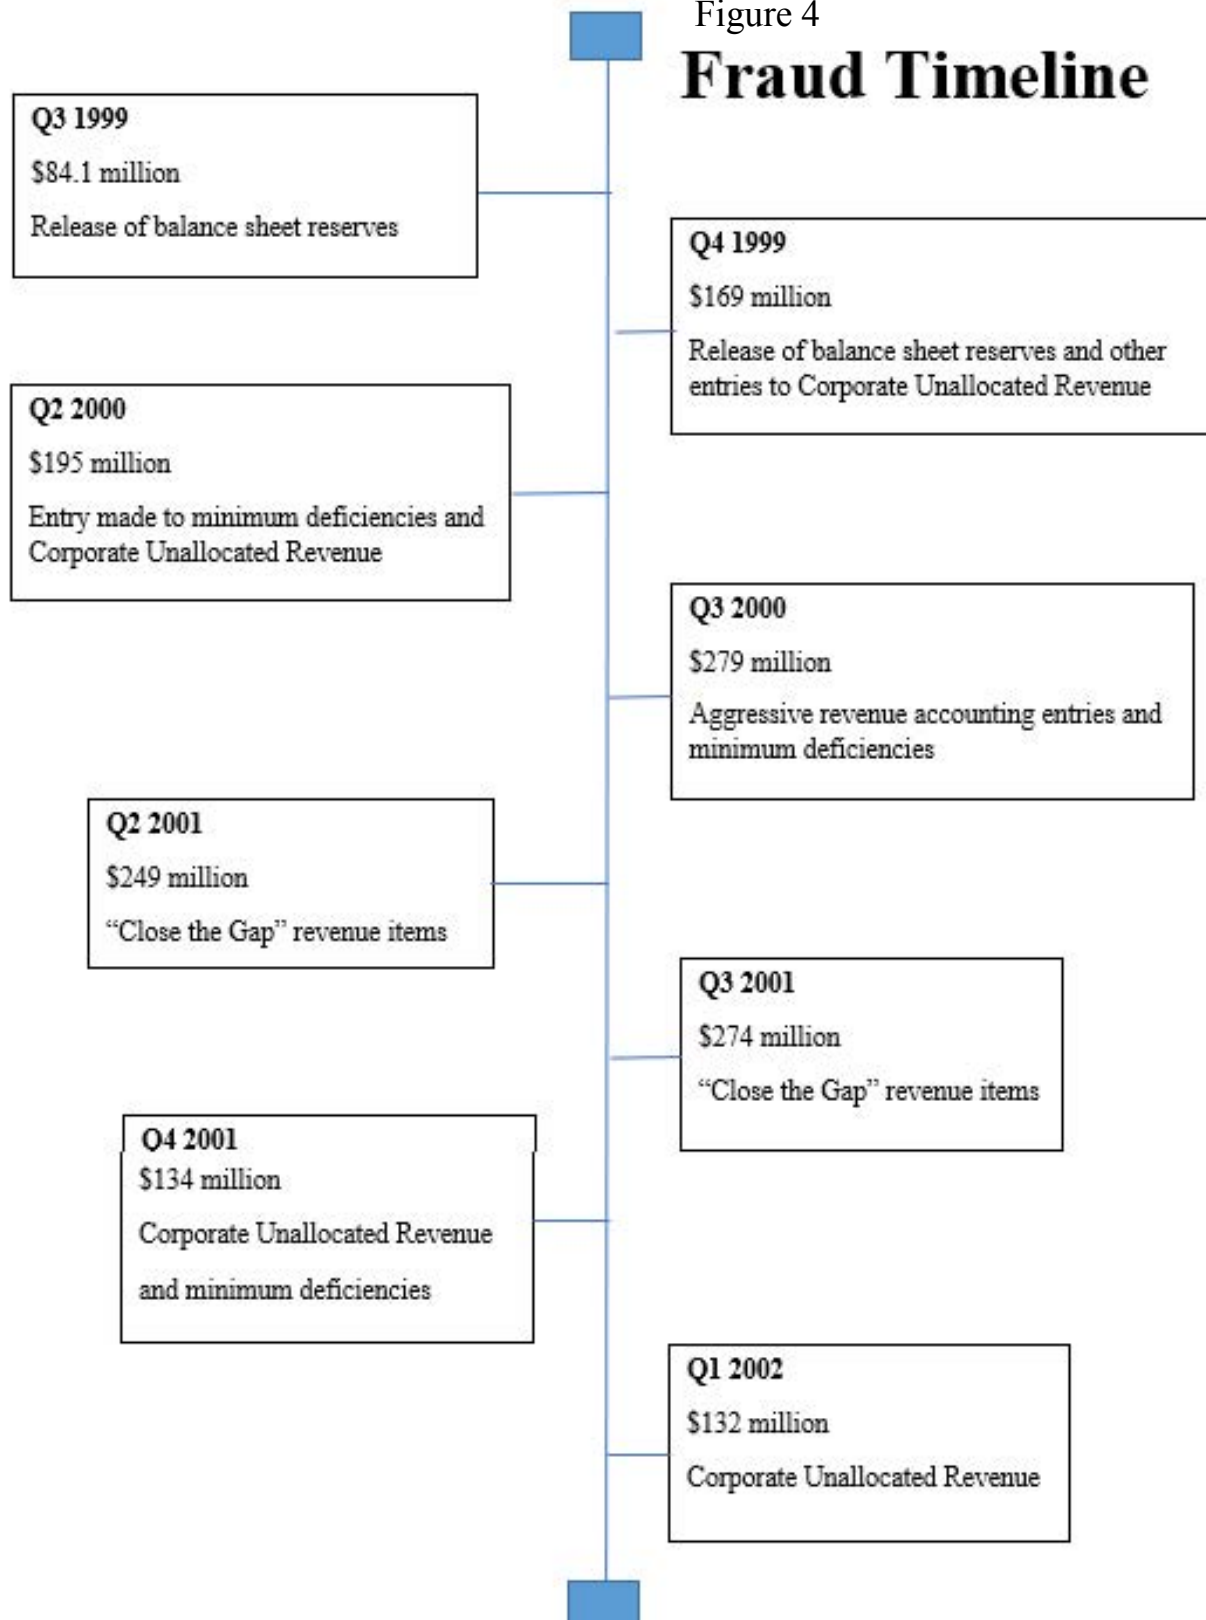 Figure 4
Fraud Timeline
Q3 1999
$84.1 million
Release of balance sheet reserves
Q4 1999
$169 million
Release of balance sheet reserves and other
entries to Corporate Unallocated Revenue
Q2 2000
$195 million
Entry made to minimum deficiencies and
Corporate Unallocated Revenue
Q3 2000
$279 million
Aggressive revenue accounting entries and
minimum deficiencies
Q2 2001
$249 million
“Close the Gap” revenue items
Q3 2001
$274 million
“Close the Gap” revenue items
Q4 2001
$134 million
Corporate Unallocated Revenue
and minimum deficiencies
Q1 2002
$132 million
Corporate Unallocated Revenue